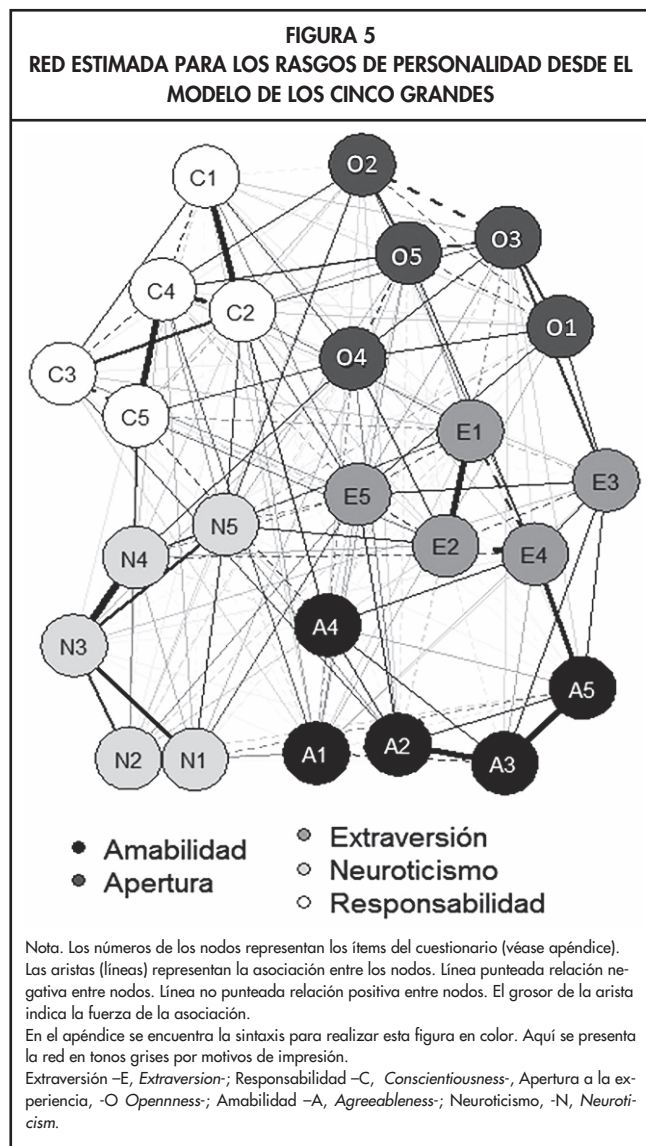 FIGURA 5
RED ESTIMADA PARA LOS RASGOS DE PERSONALIDAD DESDE EL
MODELO DE LOS CINCO GRANDES
C1
O2
O3
O5
C4
C2
O1
O4
C3
C5
E1
E3
E5
N5
E2
E4
N4
A4
N3
A5
A2
A1
A3
N2
N1
Amabilidad
Apertura
Extraversión
Neuroticismo
Responsabilidad
Nota. Los números de los nodos representan los ítems del cuestionario (véase apéndice).
Las aristas (líneas) representan la asociación entre los nodos. Línea punteada relación ne-
gativa entre nodos. Línea no punteada relación positiva entre nodos. El grosor de la arista
indica la fuerza de la asociación.
En el apéndice se encuentra la sintaxis para realizar esta figura en color. Aquí se presenta
la red en tonos grises por motivos de impresión.
Extraversión –E, Extraversion-; Responsabilidad –C, Conscientiousness-, Apertura a la ex-
periencia, -O Opennness-; Amabilidad –A, Agreeableness-; Neuroticismo, -N, Neuroti-
cism.